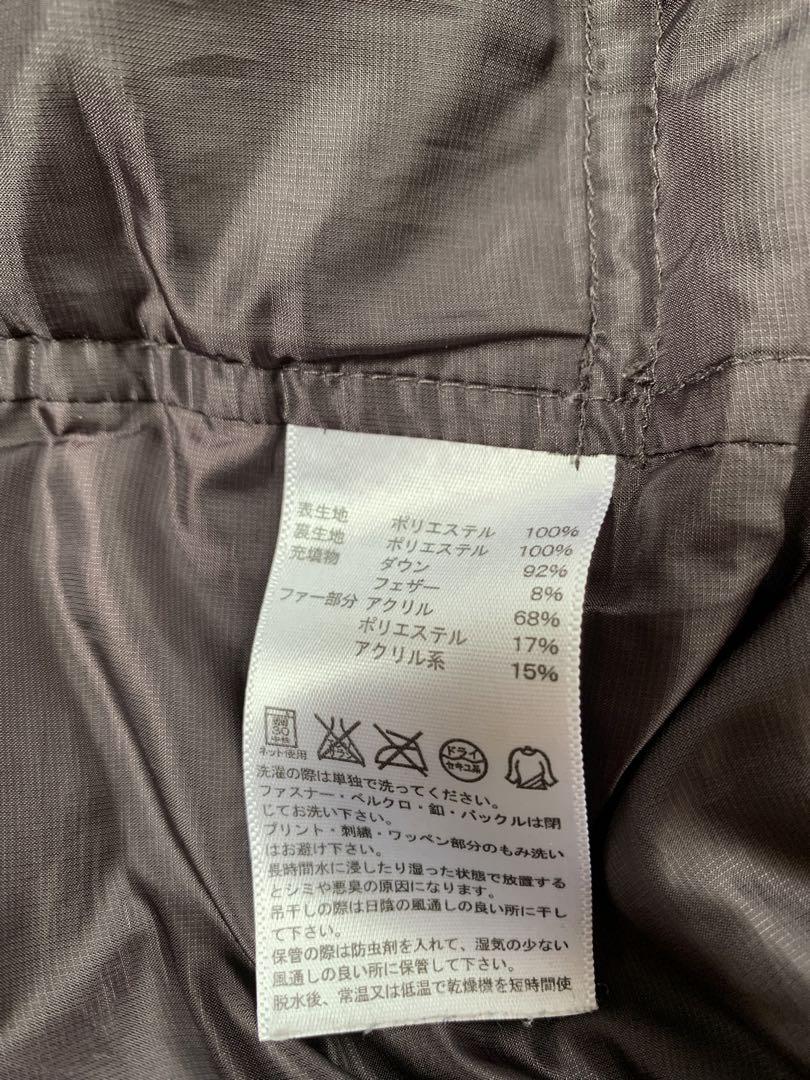 表生地 ポリエステル 100%
裏生地 ポリエステル 100%
充填物 ダウン 92%
フェザー 8%
ファー部分 アクリル 68%
ポリエステル 17%
アクリル系 15%
30
中性
ネット使用
ドライ
セキユ系
洗濯の際は単独で洗ってください。
ファスナー・ベルクロ・釦・バックルは閉
じてお洗い下さい。
プリント・刺繍・ワッペン部分のもみ洗い
はお避け下さい。
長時間水に浸したり湿った状態で放置する
とシミや悪臭の原因になります。
吊干しの際は日陰の風通しの良い所に干し
て下さい。
保管の際は防虫剤を入れて、湿気の少ない
風通しの良い所に保管して下さい。
脱水後、常温又は低温で乾燥機を短時間使